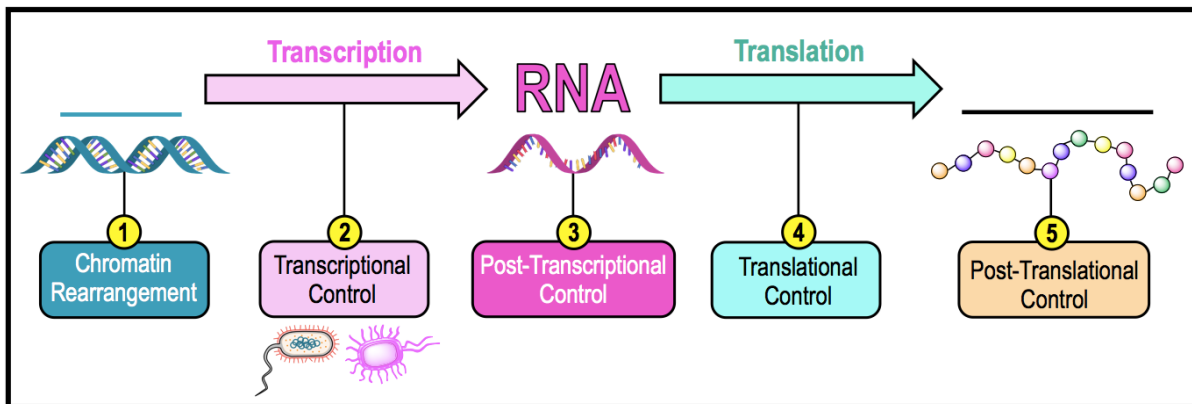 Transcription
Translation
RNA
1
2
3
4
5
Chromatin
Rearrangement
Transcriptional
Control
Post-Transcriptional
Control
Translational
Control
Post-Translational
Control